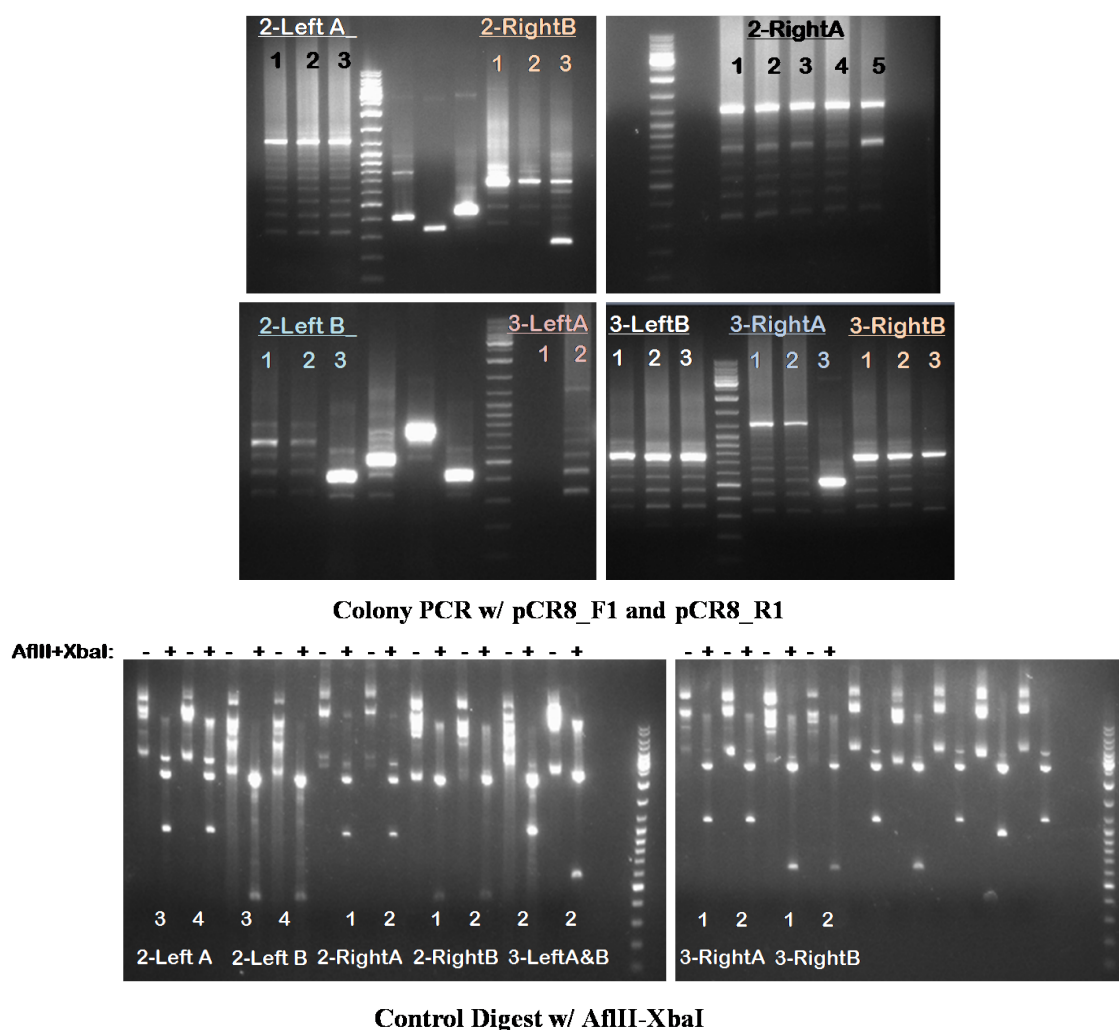 2-Left A_ 2-RightB
1 2 3 1 2 3
2-RightA
1 2 3 4 5
2-Left B_ 3-LeftA
1 2 3 1 2
3-LeftB 3-RightA 3-RightB
1 2 3 1 2 3 1 2 3
Colony PCR w/ pCR8_F1 and pCR8_R1
AflII+XbaI: - + - + - + - + - + - + - + - + - + - + - + - + - + - +
3 4 3 4 1 2 1 2 2 2
2-Left A 2-Left B 2-RightA 2-RightB 3-LeftA&B
1 2 1 2
3-RightA 3-RightB
Control Digest w/ AflII-XbaI